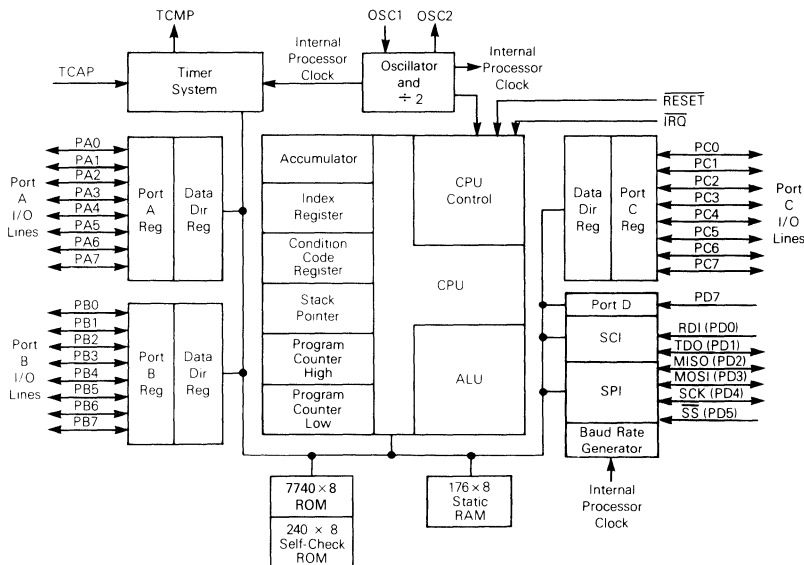 TCMP
OSC1
OSC2
TCAP
Timer
System
Internal
Processor
Clock
Oscillator
and
÷ 2
Internal
Processor
Clock
RESET
IRQ
Port
A
I/O
Lines
PA0
PA1
PA2
PA3
PA4
PA5
PA6
PA7
Port
A
Reg
Data
Dir
Reg
Port
B
I/O
Lines
PB0
PB1
PB2
PB3
PB4
PB5
PB6
PB7
Port
B
Reg
Data
Dir
Reg
Accumulator
Index
Register
Condition
Code
Register
Stack
Pointer
Program
Counter
High
Program
Counter
Low
CPU
Control
CPU
ALU
Data
Dir
Reg
Port
C
Reg
PC0
PC1
PC2
PC3
PC4
PC5
PC6
PC7
Port
C
I/O
Lines
Port D
SCI
SPI
Baud Rate
Generator
PD7
RDI (PD0)
TDO (PD1)
MISO (PD2)
MOSI (PD3)
SCK (PD4)
SS (PD5)
Internal
Processor
Clock
7740 × 8
ROM
240 × 8
Self-Check
ROM
176 × 8
Static
RAM